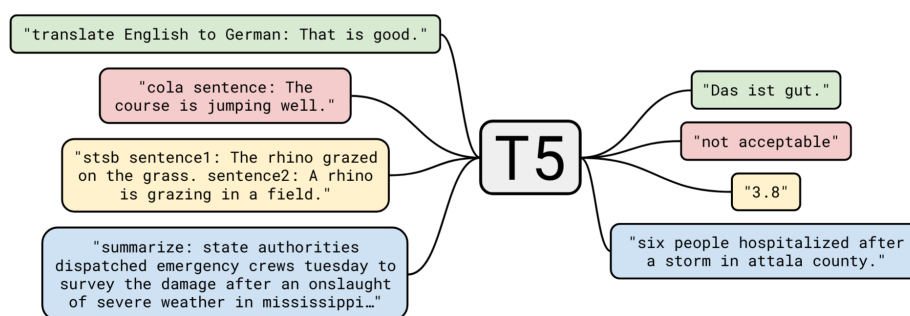 "translate English to German: That is good."
"cola sentence: The
course is jumping well."
"stsb sentence1: The rhino grazed
on the grass. sentence2: A rhino
is grazing in a field."
"summarize: state authorities
dispatched emergency crews tuesday to
survey the damage after an onslaught
of severe weather in mississippi…"
T5
"Das ist gut."
"not acceptable"
"3.8"
"six people hospitalized after
a storm in attala county."